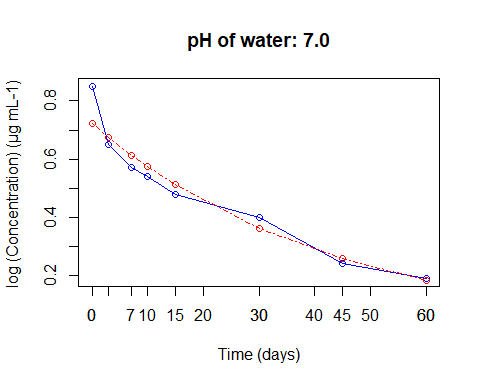 pH of water: 7.0
log (Concentration) (µg mL-1)
0.8
0.6
0.4
0.2
0 7 10 15 20 30 40 45 50 60
Time (days)